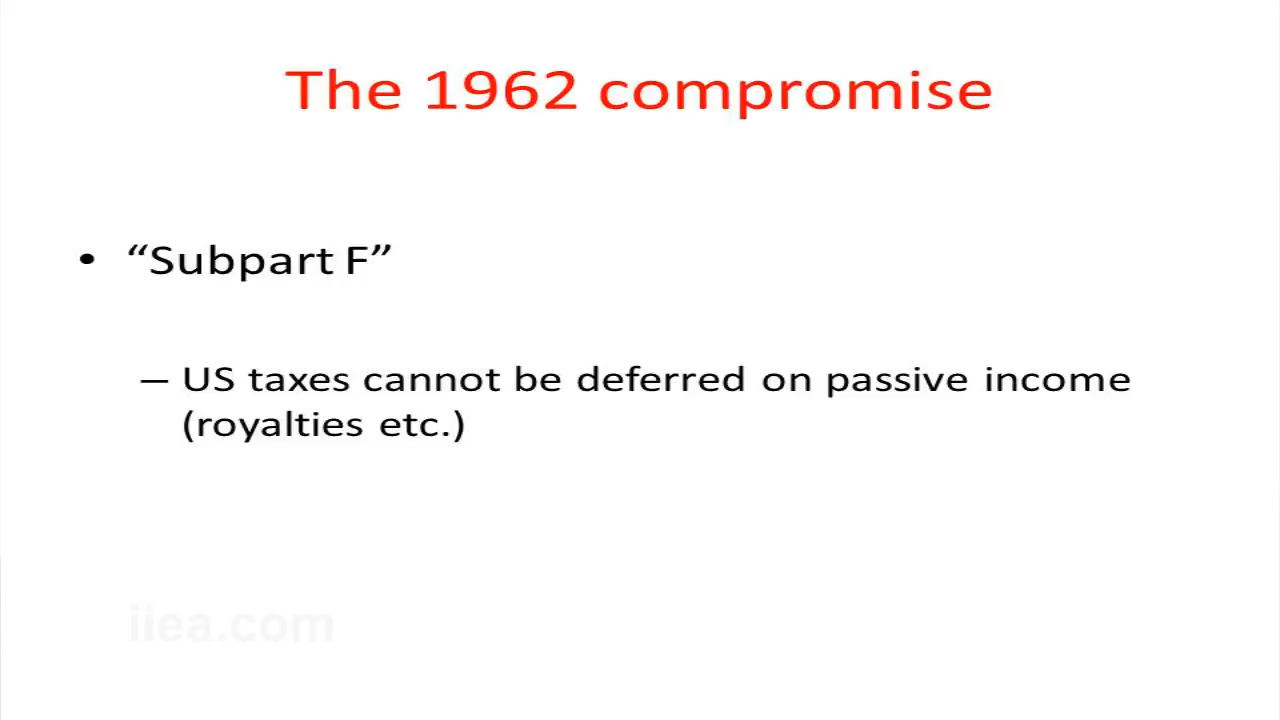 The 1962 compromise
• “Subpart F”
– US taxes cannot be deferred on passive income
(royalties etc.)
iiea.com